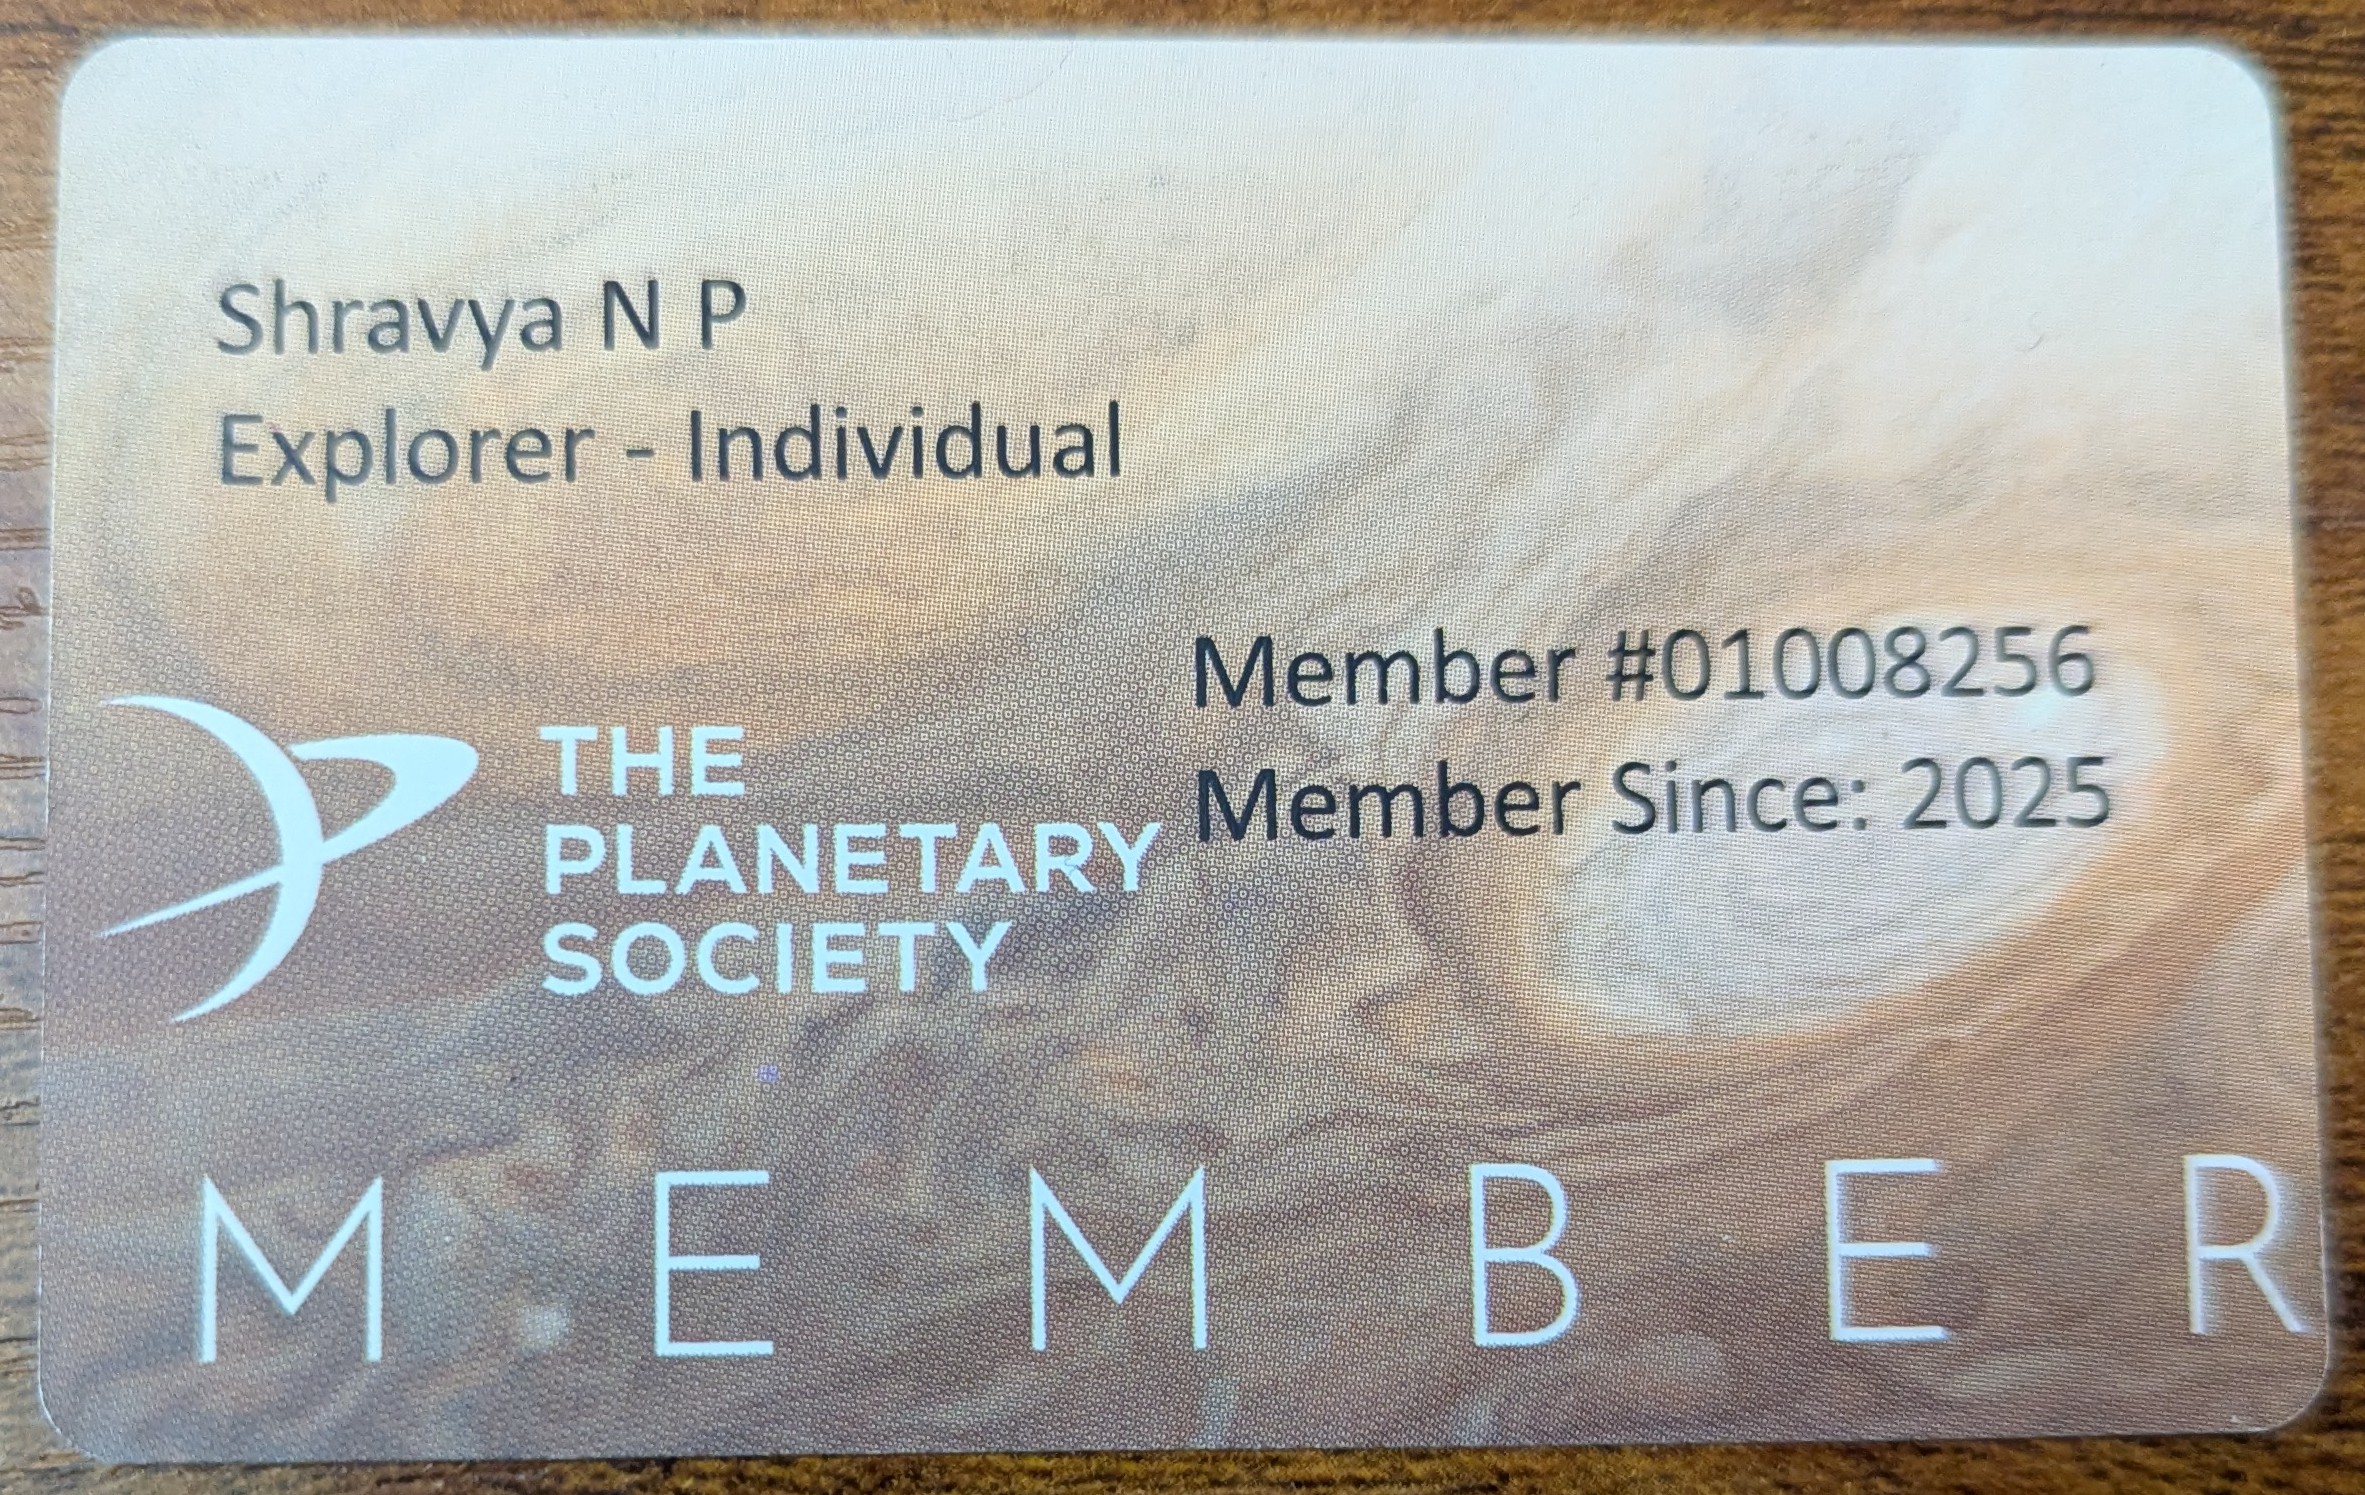 Shravya N P
Explorer - Individual
Member #01008256
Member Since: 2025
THE
PLANETARY
SOCIETY
MEMBER